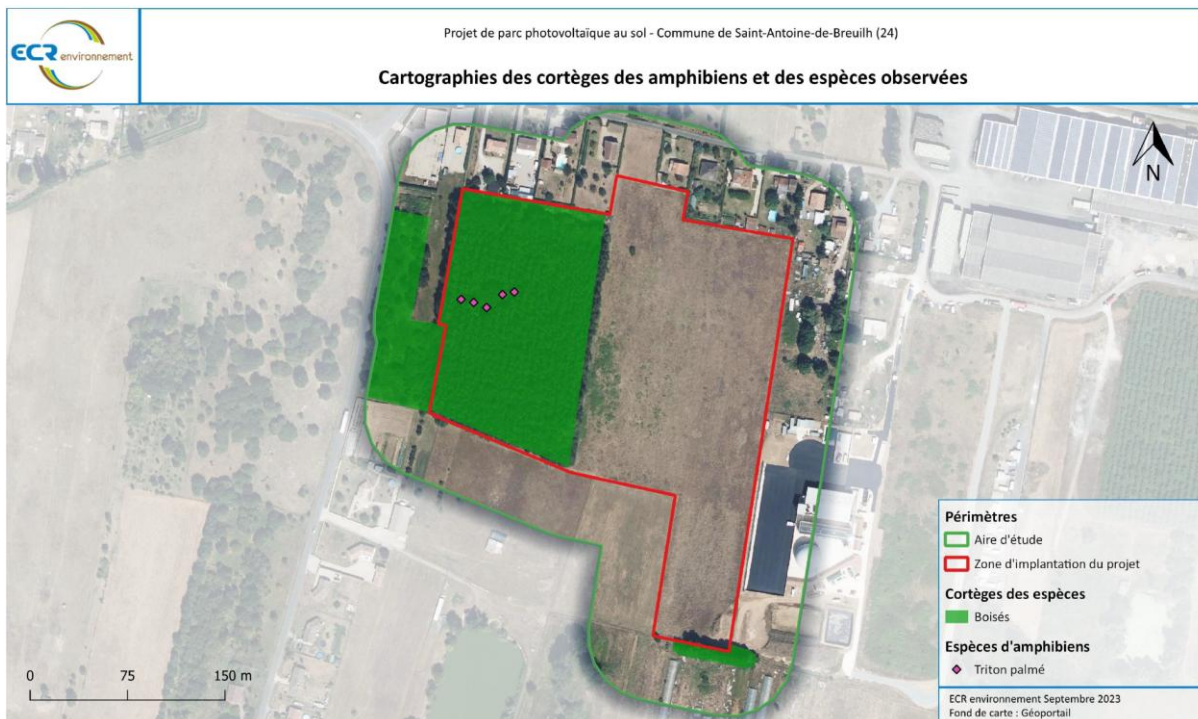 ECR environnement
Projet de parc photovoltaïque au sol - Commune de Saint-Antoine-de-Breuilh (24)
Cartographies des cortèges des amphibiens et des espèces observées
N
Périmètres
Aire d'étude
Zone d'implantation du projet
Cortèges des espèces
Boisés
Espèces d'amphibiens
Triton palmé
0 75 150 m
ECR environnement Septembre 2023
Fond de carte : Géoportail